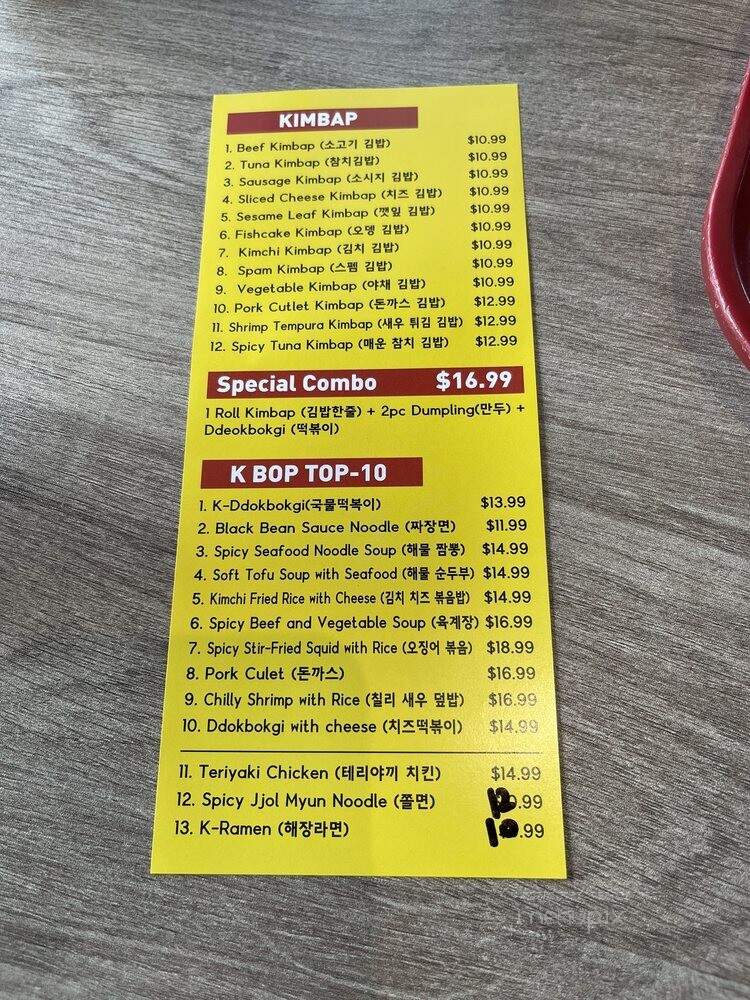 KIMBAP
1. Beef Kimbap (소고기 김밥) $10.99
2. Tuna Kimbap (참치김밥) $10.99
3. Sausage Kimbap (소시지 김밥) $10.99
4. Sliced Cheese Kimbap (치즈 김밥) $10.99
5. Sesame Leaf Kimbap (깻잎 김밥) $10.99
6. Fishcake Kimbap (오뎅 김밥) $10.99
7. Kimchi Kimbap (김치 김밥) $10.99
8. Spam Kimbap (스펨 김밥) $10.99
9. Vegetable Kimbap (야채 김밥) $10.99
10. Pork Cutlet Kimbap (돈까스 김밥) $12.99
11. Shrimp Tempura Kimbap (새우 튀김 김밥) $12.99
12. Spicy Tuna Kimbap (매운 참치 김밥) $12.99
Special Combo $16.99
1 Roll Kimbap (김밥한줄) + 2pc Dumpling(만두) +
Ddeokbokgi (떡볶이)
K BOP TOP-10
1. K-Ddokbokgi(국물떡복이) $13.99
2. Black Bean Sauce Noodle (짜장면) $11.99
3. Spicy Seafood Noodle Soup (해물 짬뽕) $14.99
4. Soft Tofu Soup with Seafood (해물 순두부) $14.99
5. Kimchi Fried Rice with Cheese (김치 치즈 볶음밥) $14.99
6. Spicy Beef and Vegetable Soup (육계장) $16.99
7. Spicy Stir-Fried Squid with Rice (오징어 볶음) $18.99
8. Pork Culet (돈까스) $16.99
9. Chilly Shrimp with Rice (칠리 새우 덮밥) $16.99
10. Ddokbokgi with cheese (치즈떡볶이) $14.99
11. Teriyaki Chicken (테리야끼 치킨) $14.99
12. Spicy Jjol Myun Noodle (쫄면) .99
13. K-Ramen (해장라면) 10.99
menupix